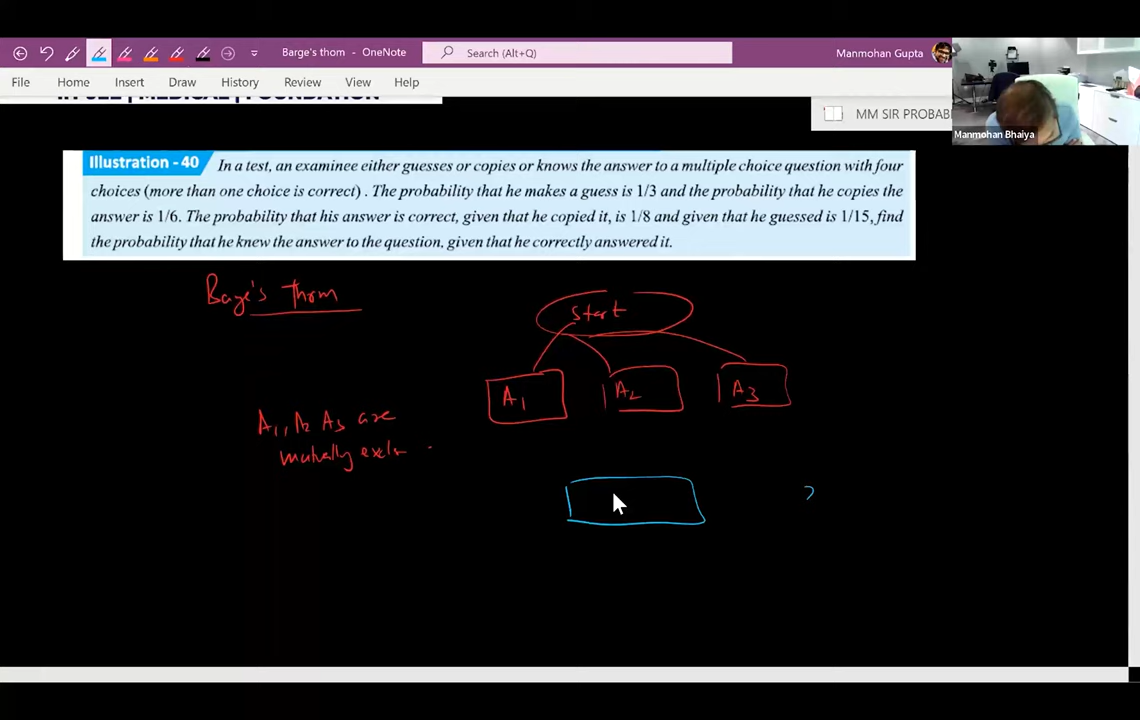 Barge's thom - OneNote
Search (Alt+Q)
Manmohan Gupta
File Home Insert Draw History Review View Help
MM SIR PROBAB
Manmohan Bhaiya
Illustration - 40 In a test, an examinee either guesses or copies or knows the answer to a multiple choice question with four
choices (more than one choice is correct) . The probability that he makes a guess is 1/3 and the probability that he copies the
answer is 1/6. The probability that his answer is correct, given that he copied it, is 1/8 and given that he guessed is 1/15, find
the probability that he knew the answer to the question, given that he correctly answered it.
Baye's Thom
Start
A1 A2 A3
A1, A2 A3 are
mutually